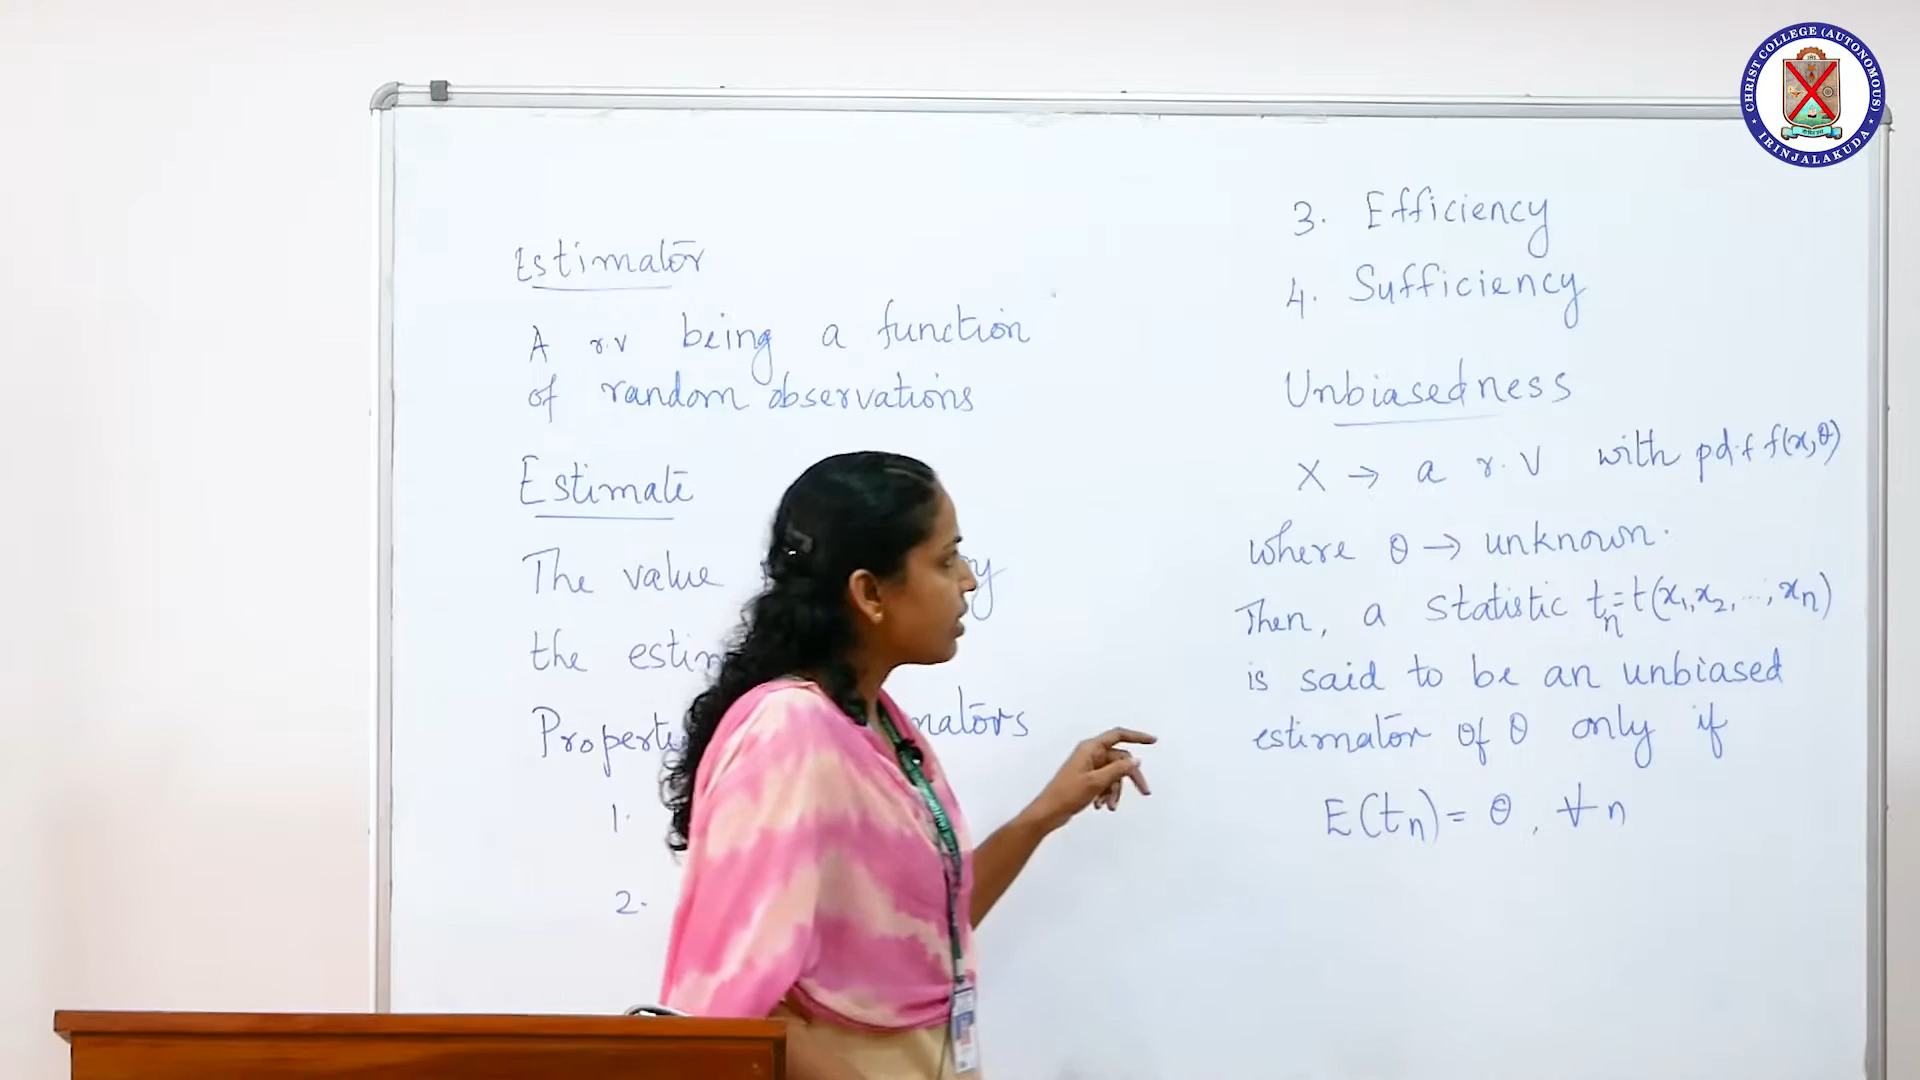 Estimator
A r.v being a function
of random observations
Estimate
The value
the
Properties
1.
2.
3. Efficiency
4. Sufficiency
Unbiasedness
X → a r.v with pdf f(x,θ)
where θ → unknown.
Then, a statistic tn=t(x1,x2,...,xn)
is said to be an unbiased
estimator of θ only if
E(tn)= θ, ∀ n
CHRIST COLLEGE (AUTONOMOUS)
IRINJALAKUDA